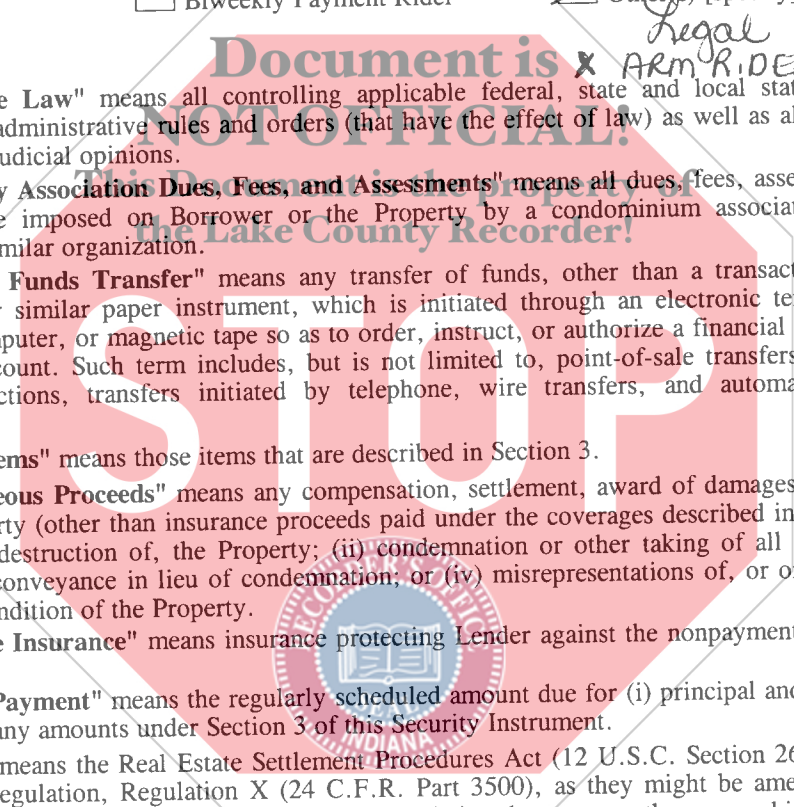 Biweekly Payment Rider
Legal
Document is
x ARM RIDE
e Law" means all controlling applicable federal, state and local stat
NOT OFFICIAL!
administrative rules and orders (that have the effect of law) as well as al
udicial opinions.
This Document is the property of
y Association Dues, Fees, and Assessments" means all dues, fees, asse
e imposed on Borrower or the Property by a condominium associat
the Lake County Recorder!
milar organization.
Funds Transfer" means any transfer of funds, other than a transact
r similar paper instrument, which is initiated through an electronic te
mputer, or magnetic tape so as to order, instruct, or authorize a financial
count. Such term includes, but is not limited to, point-of-sale transfers
ctions, transfers initiated by telephone, wire transfers, and automa
STOP
ems" means those items that are described in Section 3.
eous Proceeds" means any compensation, settlement, award of damages
rty (other than insurance proceeds paid under the coverages described in
destruction of, the Property; (ii) condemnation or other taking of all
conveyance in lieu of condemnation; or (iv) misrepresentations of, or o
ndition of the Property.
RECORDER'S OFFICE
e Insurance" means insurance protecting Lender against the nonpayment
SEAL
Payment" means the regularly scheduled amount due for (i) principal and
any amounts under Section 3 of this Security Instrument.
INDIANA
means the Real Estate Settlement Procedures Act (12 U.S.C. Section 26
egulation, Regulation X (24 C.F.R. Part 3500), as they might be ame